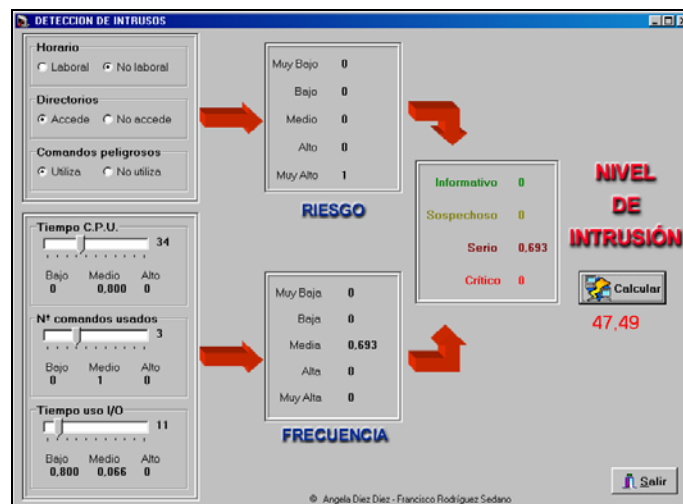 DETECCION DE INTRUSOS
Horario
Laboral No laboral
Directorios
Accede No accede
Comandos peligrosos
Utiliza No utiliza
Tiempo C.P.U.
34
Bajo Medio Alto
0 0,800 0
Nº comandos usados
3
Bajo Medio Alto
0 1 0
Tiempo uso I/O
11
Bajo Medio Alto
0,800 0,066 0
Muy Bajo 0
Bajo 0
Medio 0
Alto 0
Muy Alto 1
RIESGO
Muy Baja 0
Baja 0
Media 0,693
Alta 0
Muy Alta 0
FRECUENCIA
Informativo 0
Sospechoso 0
Serio 0,693
Crítico 0
NIVEL
DE
INTRUSIÓN
Calcular
47,49
Salir
© Angela Diez Diez - Francisco Rodríguez Sedano